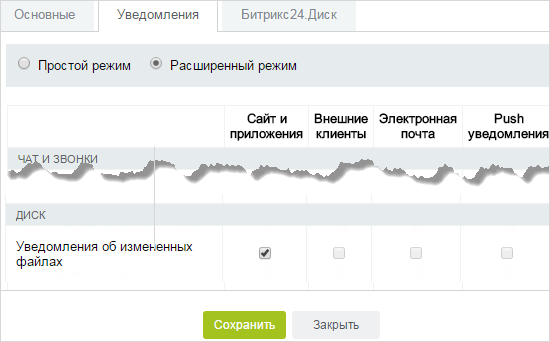 Основные Уведомления Битрикс24.Диск
Простой режим Расширенный режим
Сайт и Внешние Электронная Push
приложения клиенты почта уведомления
ЧАТ И ЗВОНКИ
ДИСК
Уведомления об измененных
файлах
Сохранить Закрыть